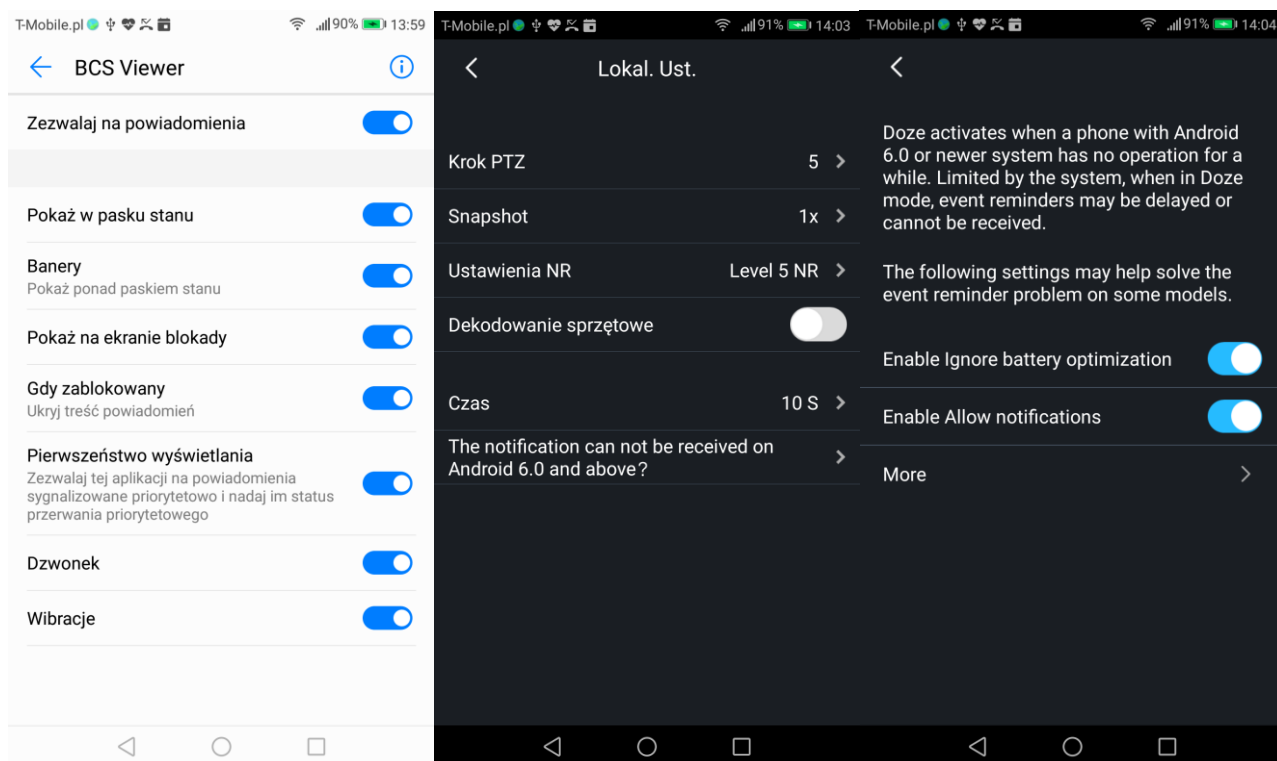 T-Mobile.pl 90% 13:59
BCS Viewer
Zezwalaj na powiadomienia
Pokaż w pasku stanu
Banery
Pokaż ponad paskiem stanu
Pokaż na ekranie blokady
Gdy zablokowany
Ukryj treść powiadomień
Pierwszeństwo wyświetlania
Zezwalaj tej aplikacji na powiadomienia
sygnalizowane priorytetowo i nadaj im status
przerwania priorytetowego
Dzwonek
Wibracje
T-Mobile.pl 91% 14:03
Lokal. Ust.
Krok PTZ 5
Snapshot 1x
Ustawienia NR Level 5 NR
Dekodowanie sprzętowe
Czas 10 S
The notification can not be received on
Android 6.0 and above?
T-Mobile.pl 91% 14:04
Doze activates when a phone with Android
6.0 or newer system has no operation for a
while. Limited by the system, when in Doze
mode, event reminders may be delayed or
cannot be received.
The following settings may help solve the
event reminder problem on some models.
Enable Ignore battery optimization
Enable Allow notifications
More